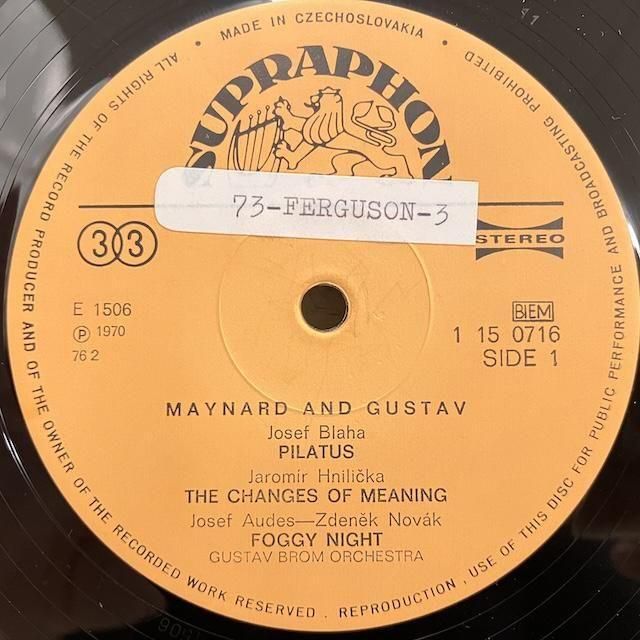 MADE IN CZECHOSLOVAKIA
SUPRAPHON
73-FERGUSON-3
33
STEREO
E 1506
Ⓟ 1970
76 2
BIEM
1 15 0716
SIDE 1
MAYNARD AND GUSTAV
Josef Blaha
PILATUS
Jaromír Hnilička
THE CHANGES OF MEANING
Josef Audes—Zdeněk Novák
FOGGY NIGHT
GUSTAV BROM ORCHESTRA
ALL RIGHTS OF THE RECORD PRODUCER AND OF THE OWNER OF THE RECORDED WORK RESERVED . REPRODUCTION , USE OF THIS DISC FOR PUBLIC PERFORMANCE AND BROADCASTING PROHIBITED